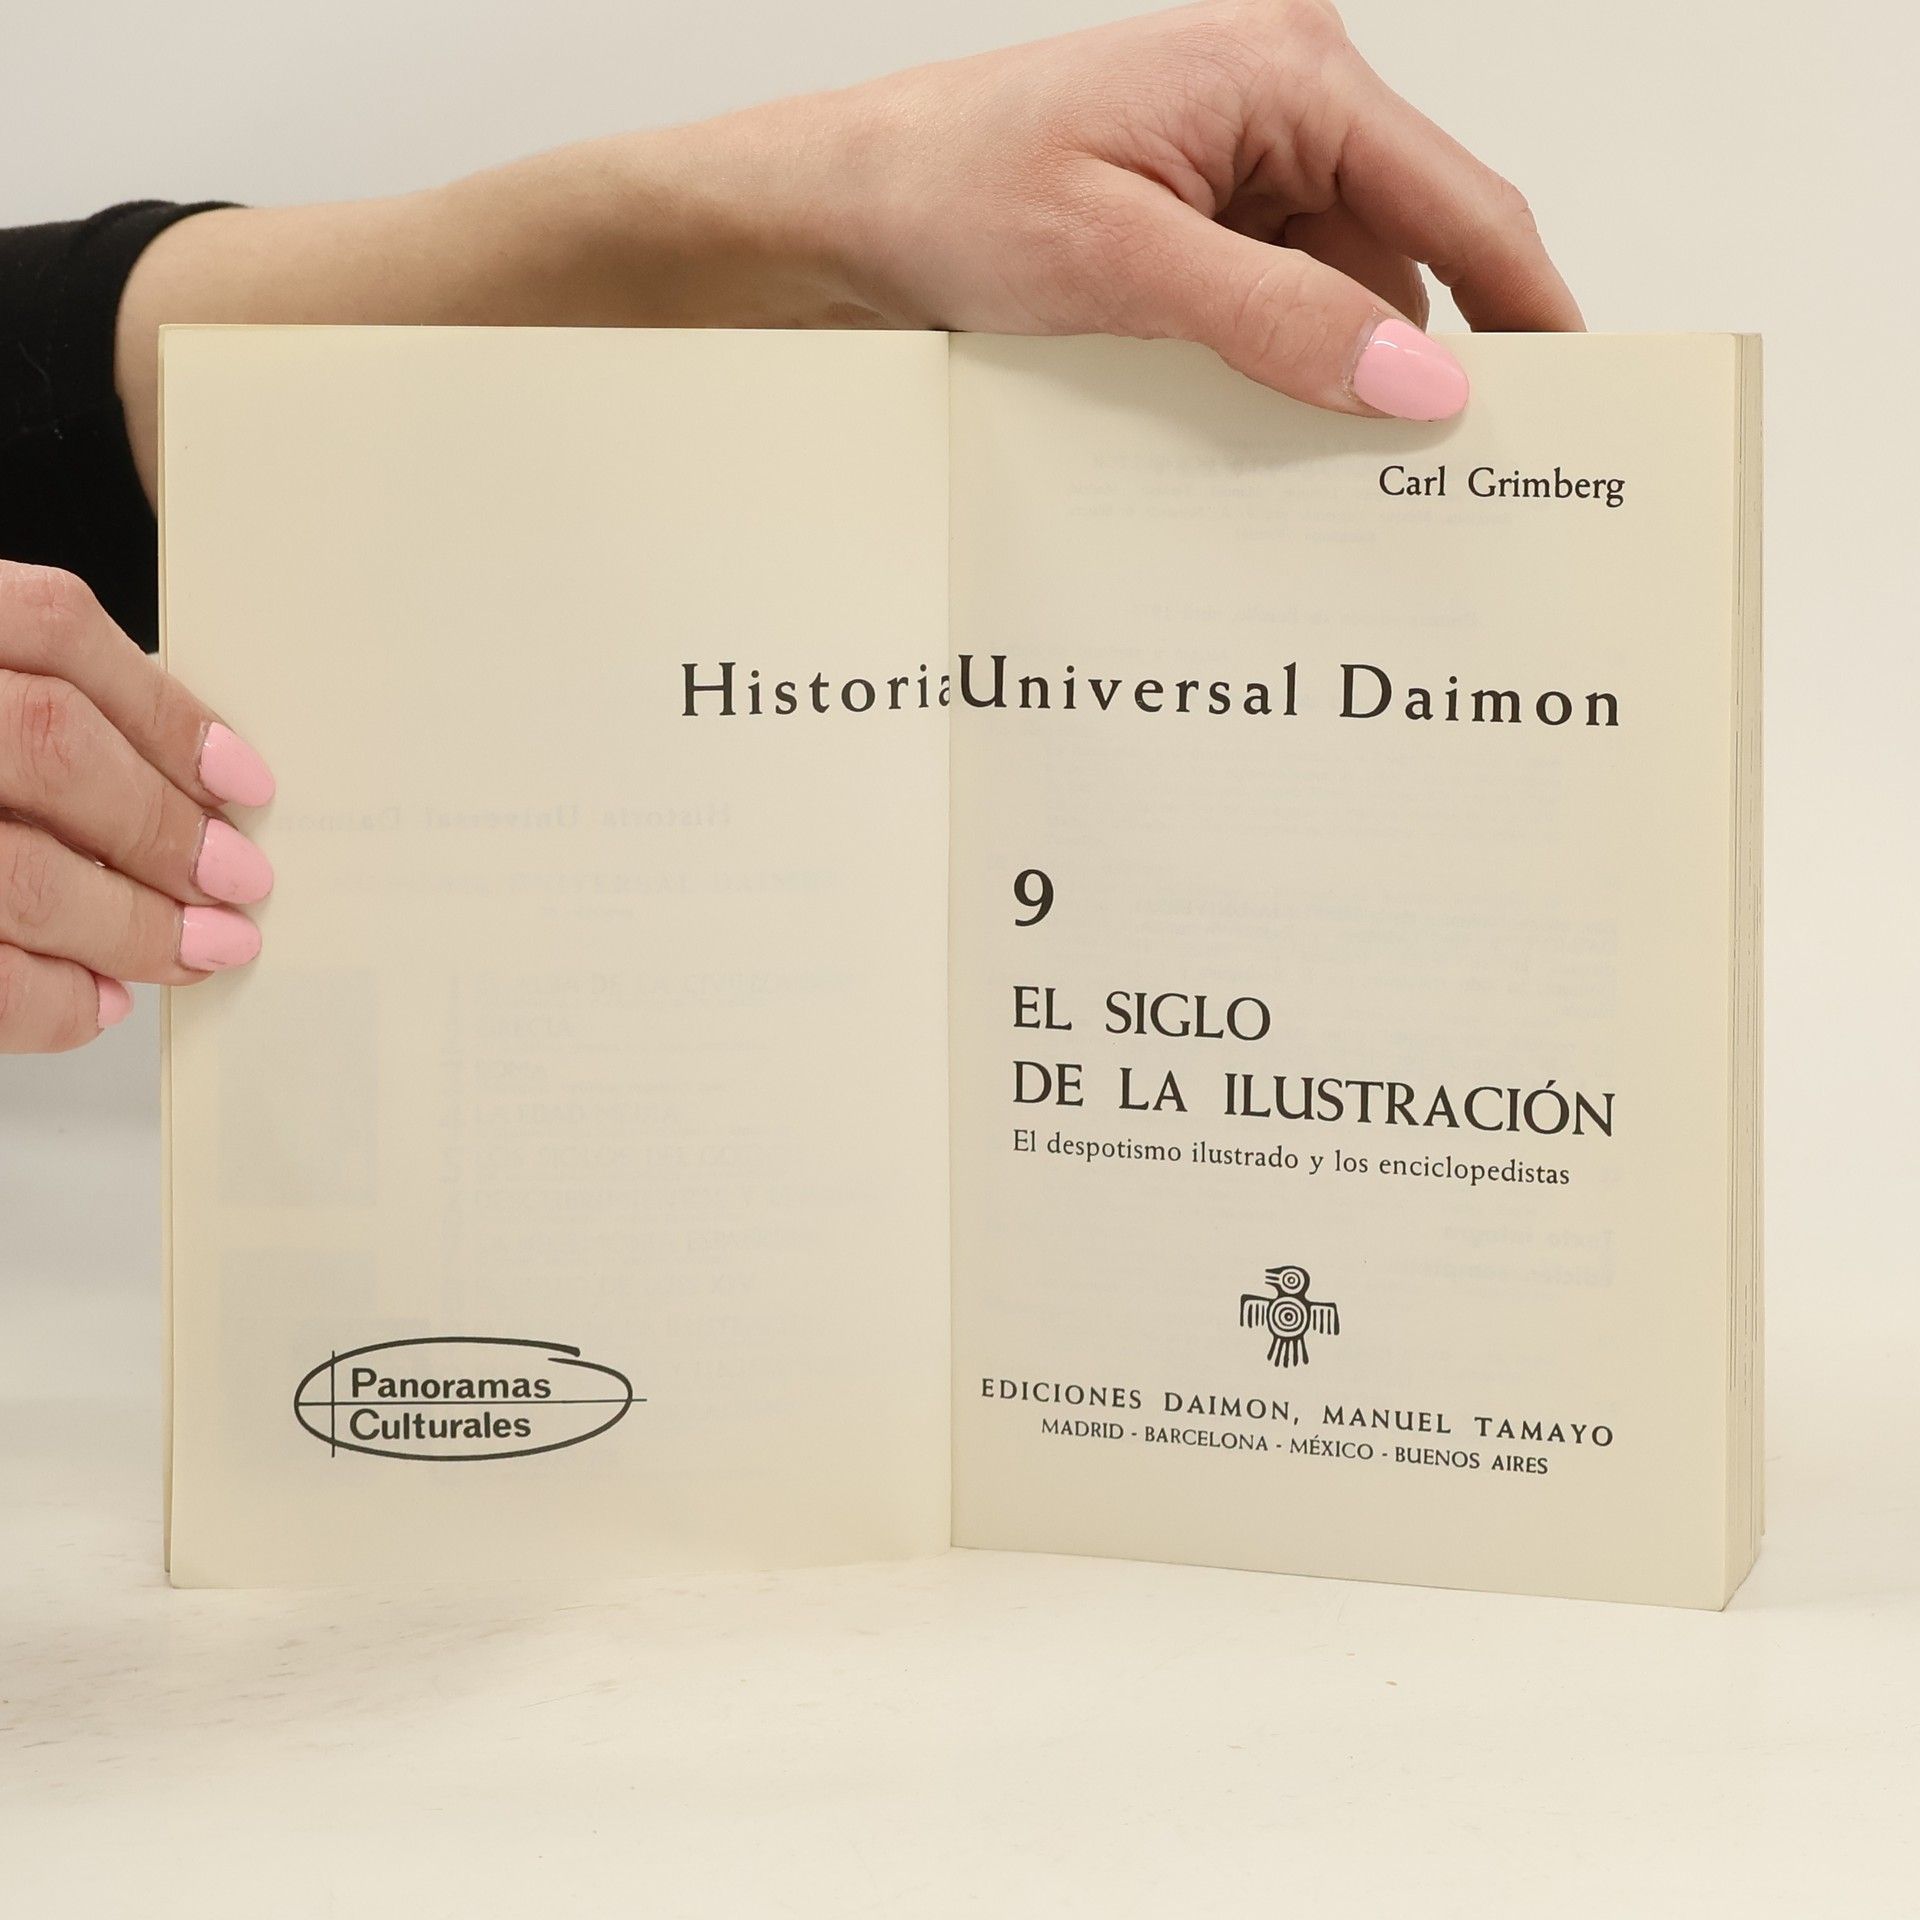 Carl Grimberg
Historia Universal Daimon
9
EL SIGLO
DE LA ILUSTRACIÓN
El despotismo ilustrado y los enciclopedistas
Panoramas
Culturales
EDICIONES DAIMON, MANUEL TAMAYO
MADRID - BARCELONA - MÉXICO - BUENOS AIRES